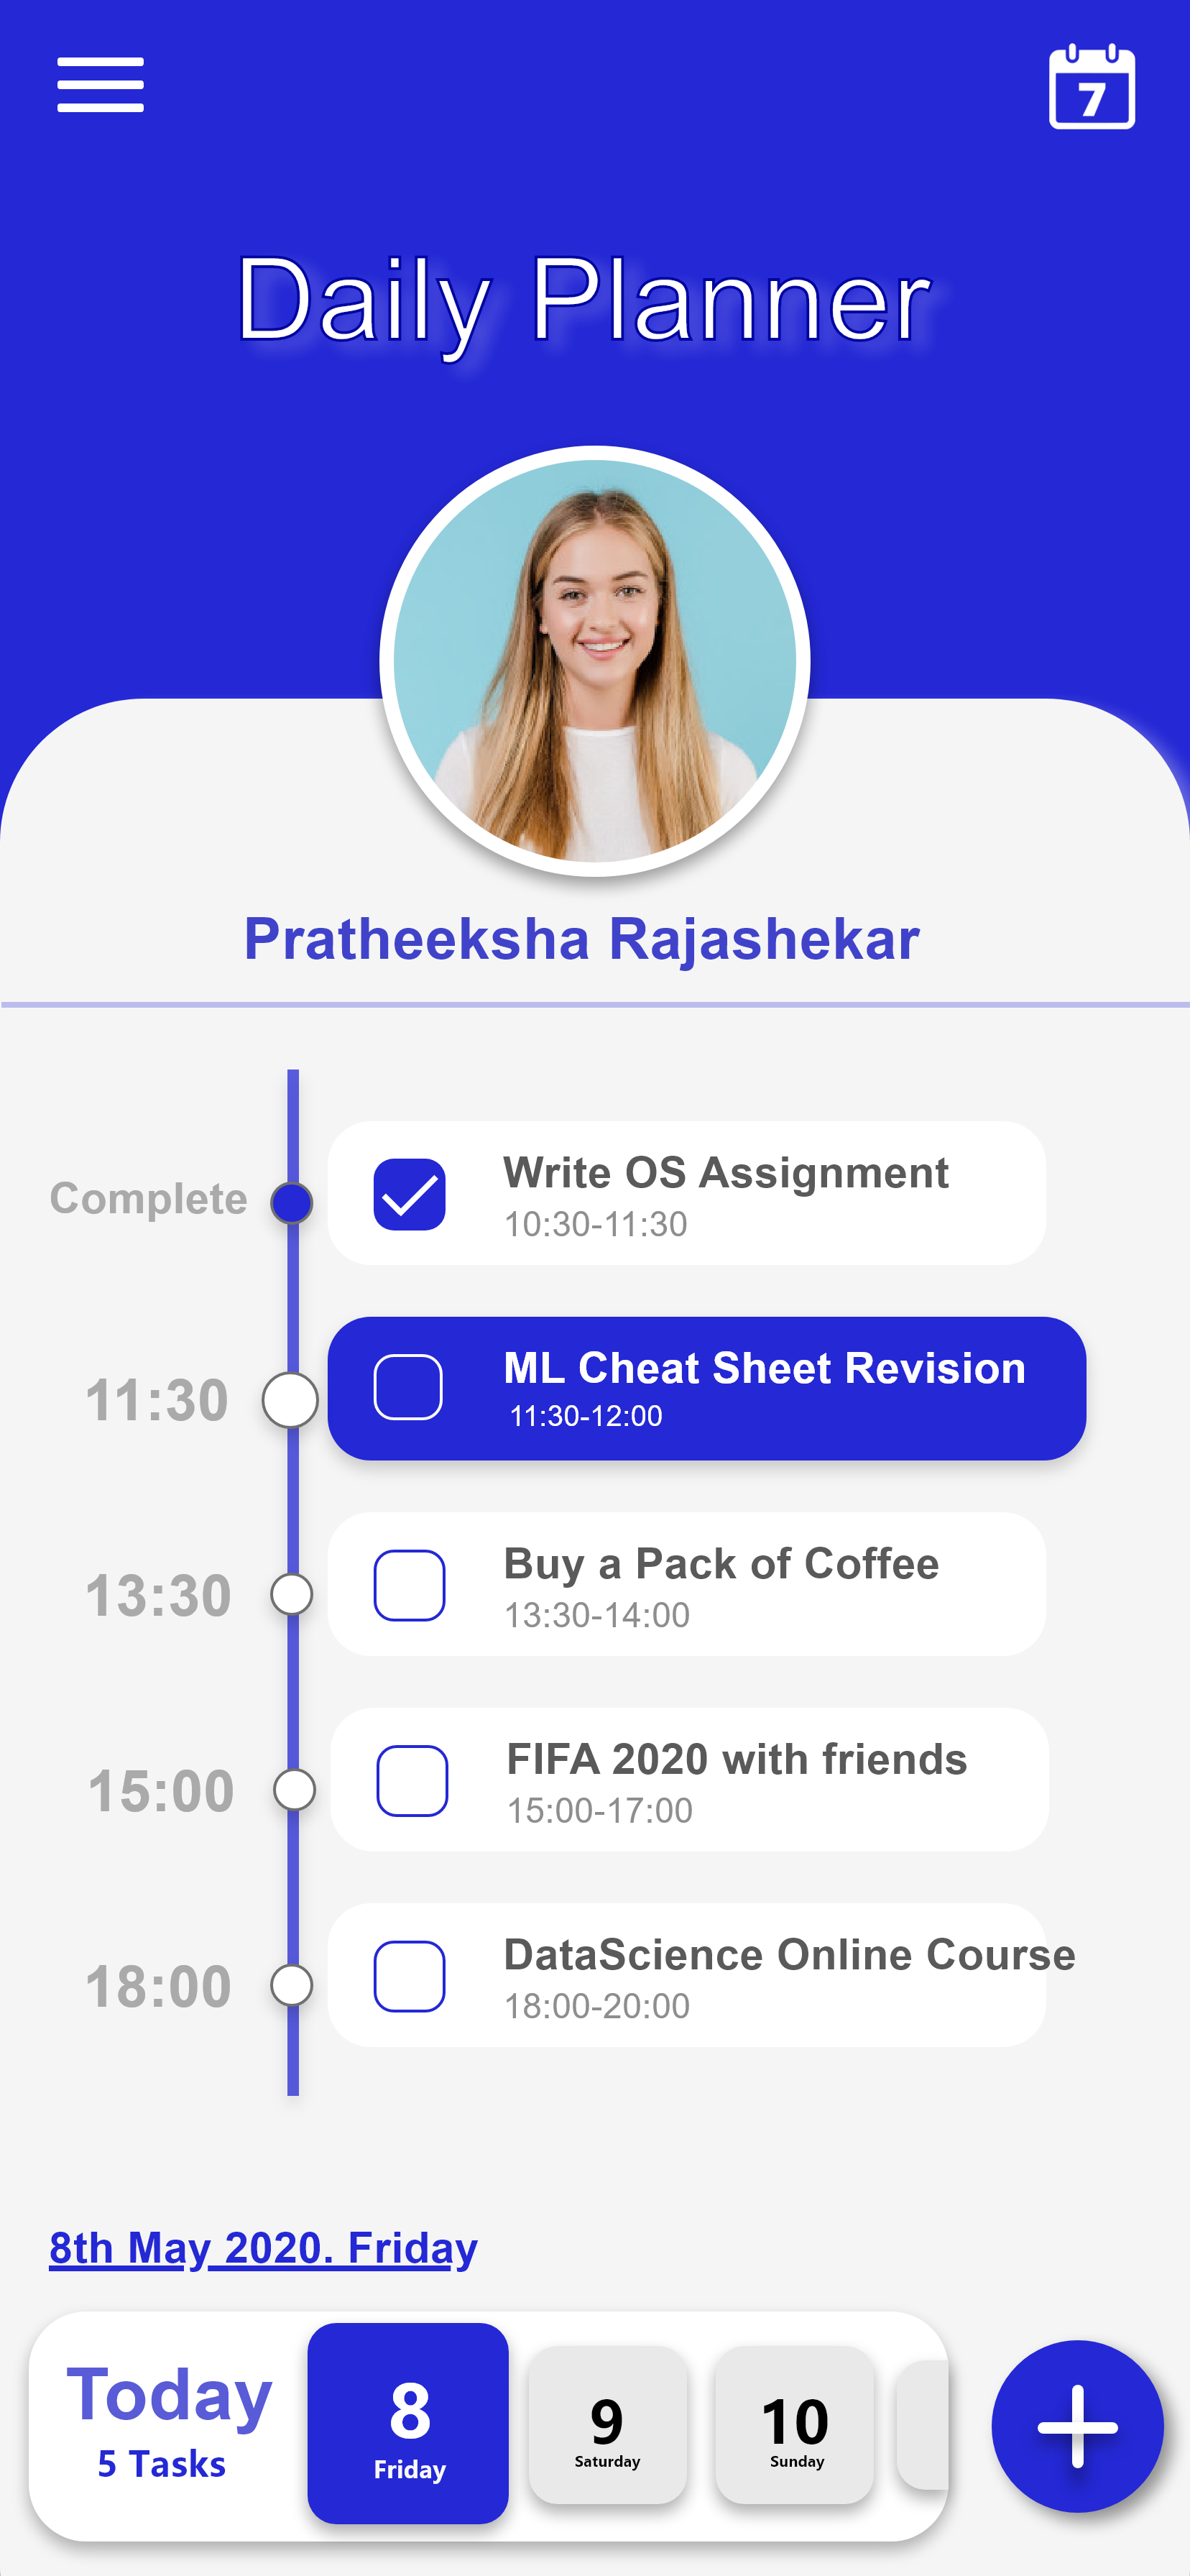 7
Daily Planner
Pratheeksha Rajashekar
Complete
Write OS Assignment
10:30-11:30
11:30
ML Cheat Sheet Revision
11:30-12:00
13:30
Buy a Pack of Coffee
13:30-14:00
15:00
FIFA 2020 with friends
15:00-17:00
18:00
DataScience Online Course
18:00-20:00
8th May 2020. Friday
Today
5 Tasks
8
Friday
9
Saturday
10
Sunday